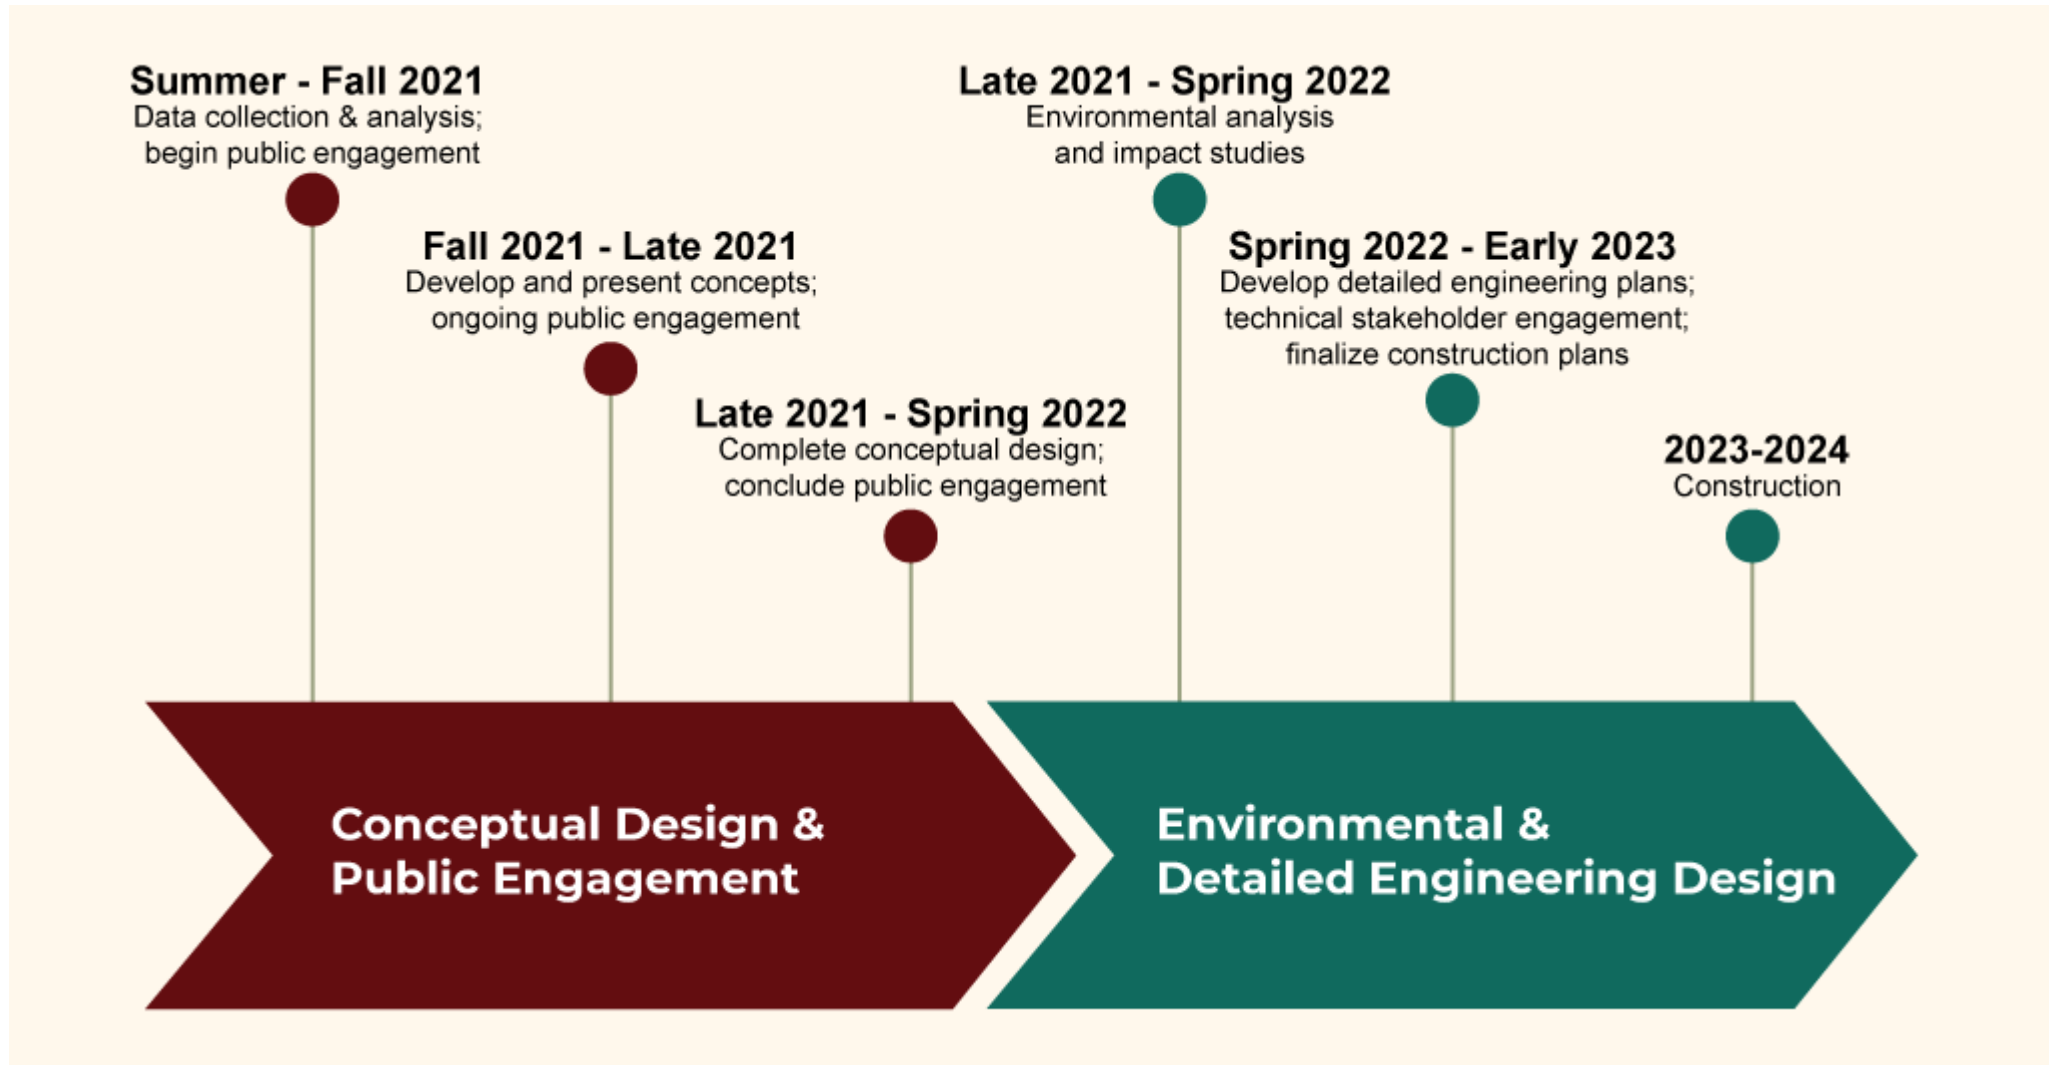 Summer - Fall 2021
Data collection & analysis;
begin public engagement
Fall 2021 - Late 2021
Develop and present concepts;
ongoing public engagement
Late 2021 - Spring 2022
Complete conceptual design;
conclude public engagement
Late 2021 - Spring 2022
Environmental analysis
and impact studies
Spring 2022 - Early 2023
Develop detailed engineering plans;
technical stakeholder engagement;
finalize construction plans
2023-2024
Construction
Conceptual Design &
Public Engagement
Environmental &
Detailed Engineering Design